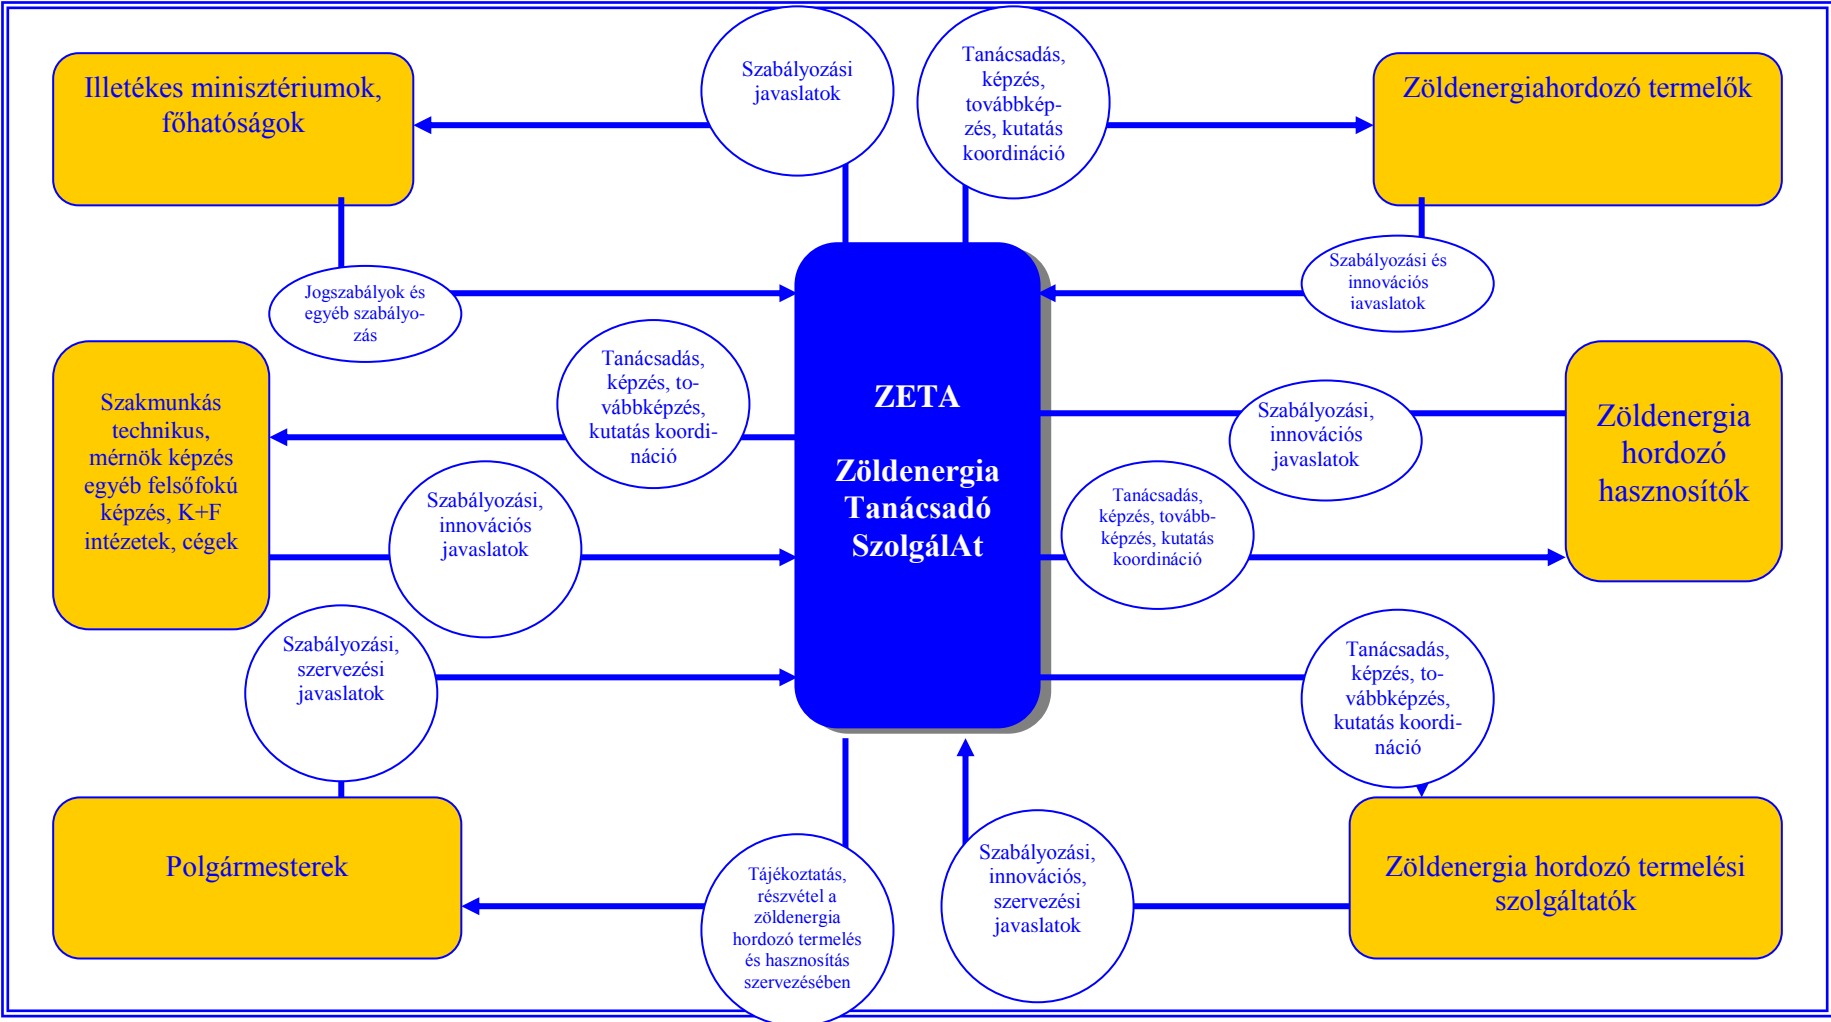 Illetékes minisztériumok,
főhatóságok
Szabályozási
javaslatok
Tanácsadás,
képzés,
továbbkép-
zés, kutatás
koordináció
Zöldenergiahordozó termelők
Jogszabályok és
egyéb szabályo-
zás
Szabályozási és
innovációs
javaslatok
Szakmunkás
technikus,
mérnök képzés
egyéb felsőfokú
képzés, K+F
intézetek, cégek
Tanácsadás,
képzés, to-
vábbképzés,
kutatás koordi-
náció
Szabályozási,
innovációs
javaslatok
ZETA
Zöldenergia
Tanácsadó
SzolgálAt
Szabályozási,
innovációs
javaslatok
Tanácsadás,
képzés, tovább-
képzés, kutatás
koordináció
Zöldenergia
hordozó
hasznosítók
Szabályozási,
szervezési
javaslatok
Tanácsadás,
képzés, to-
vábbképzés,
kutatás koordi-
náció
Polgármesterek
Tájékoztatás,
részvétel a
zöldenergia
hordozó termelés
és hasznosítás
szervezésében
Szabályozási,
innovációs,
szervezési
javaslatok
Zöldenergia hordozó termelési
szolgáltatók